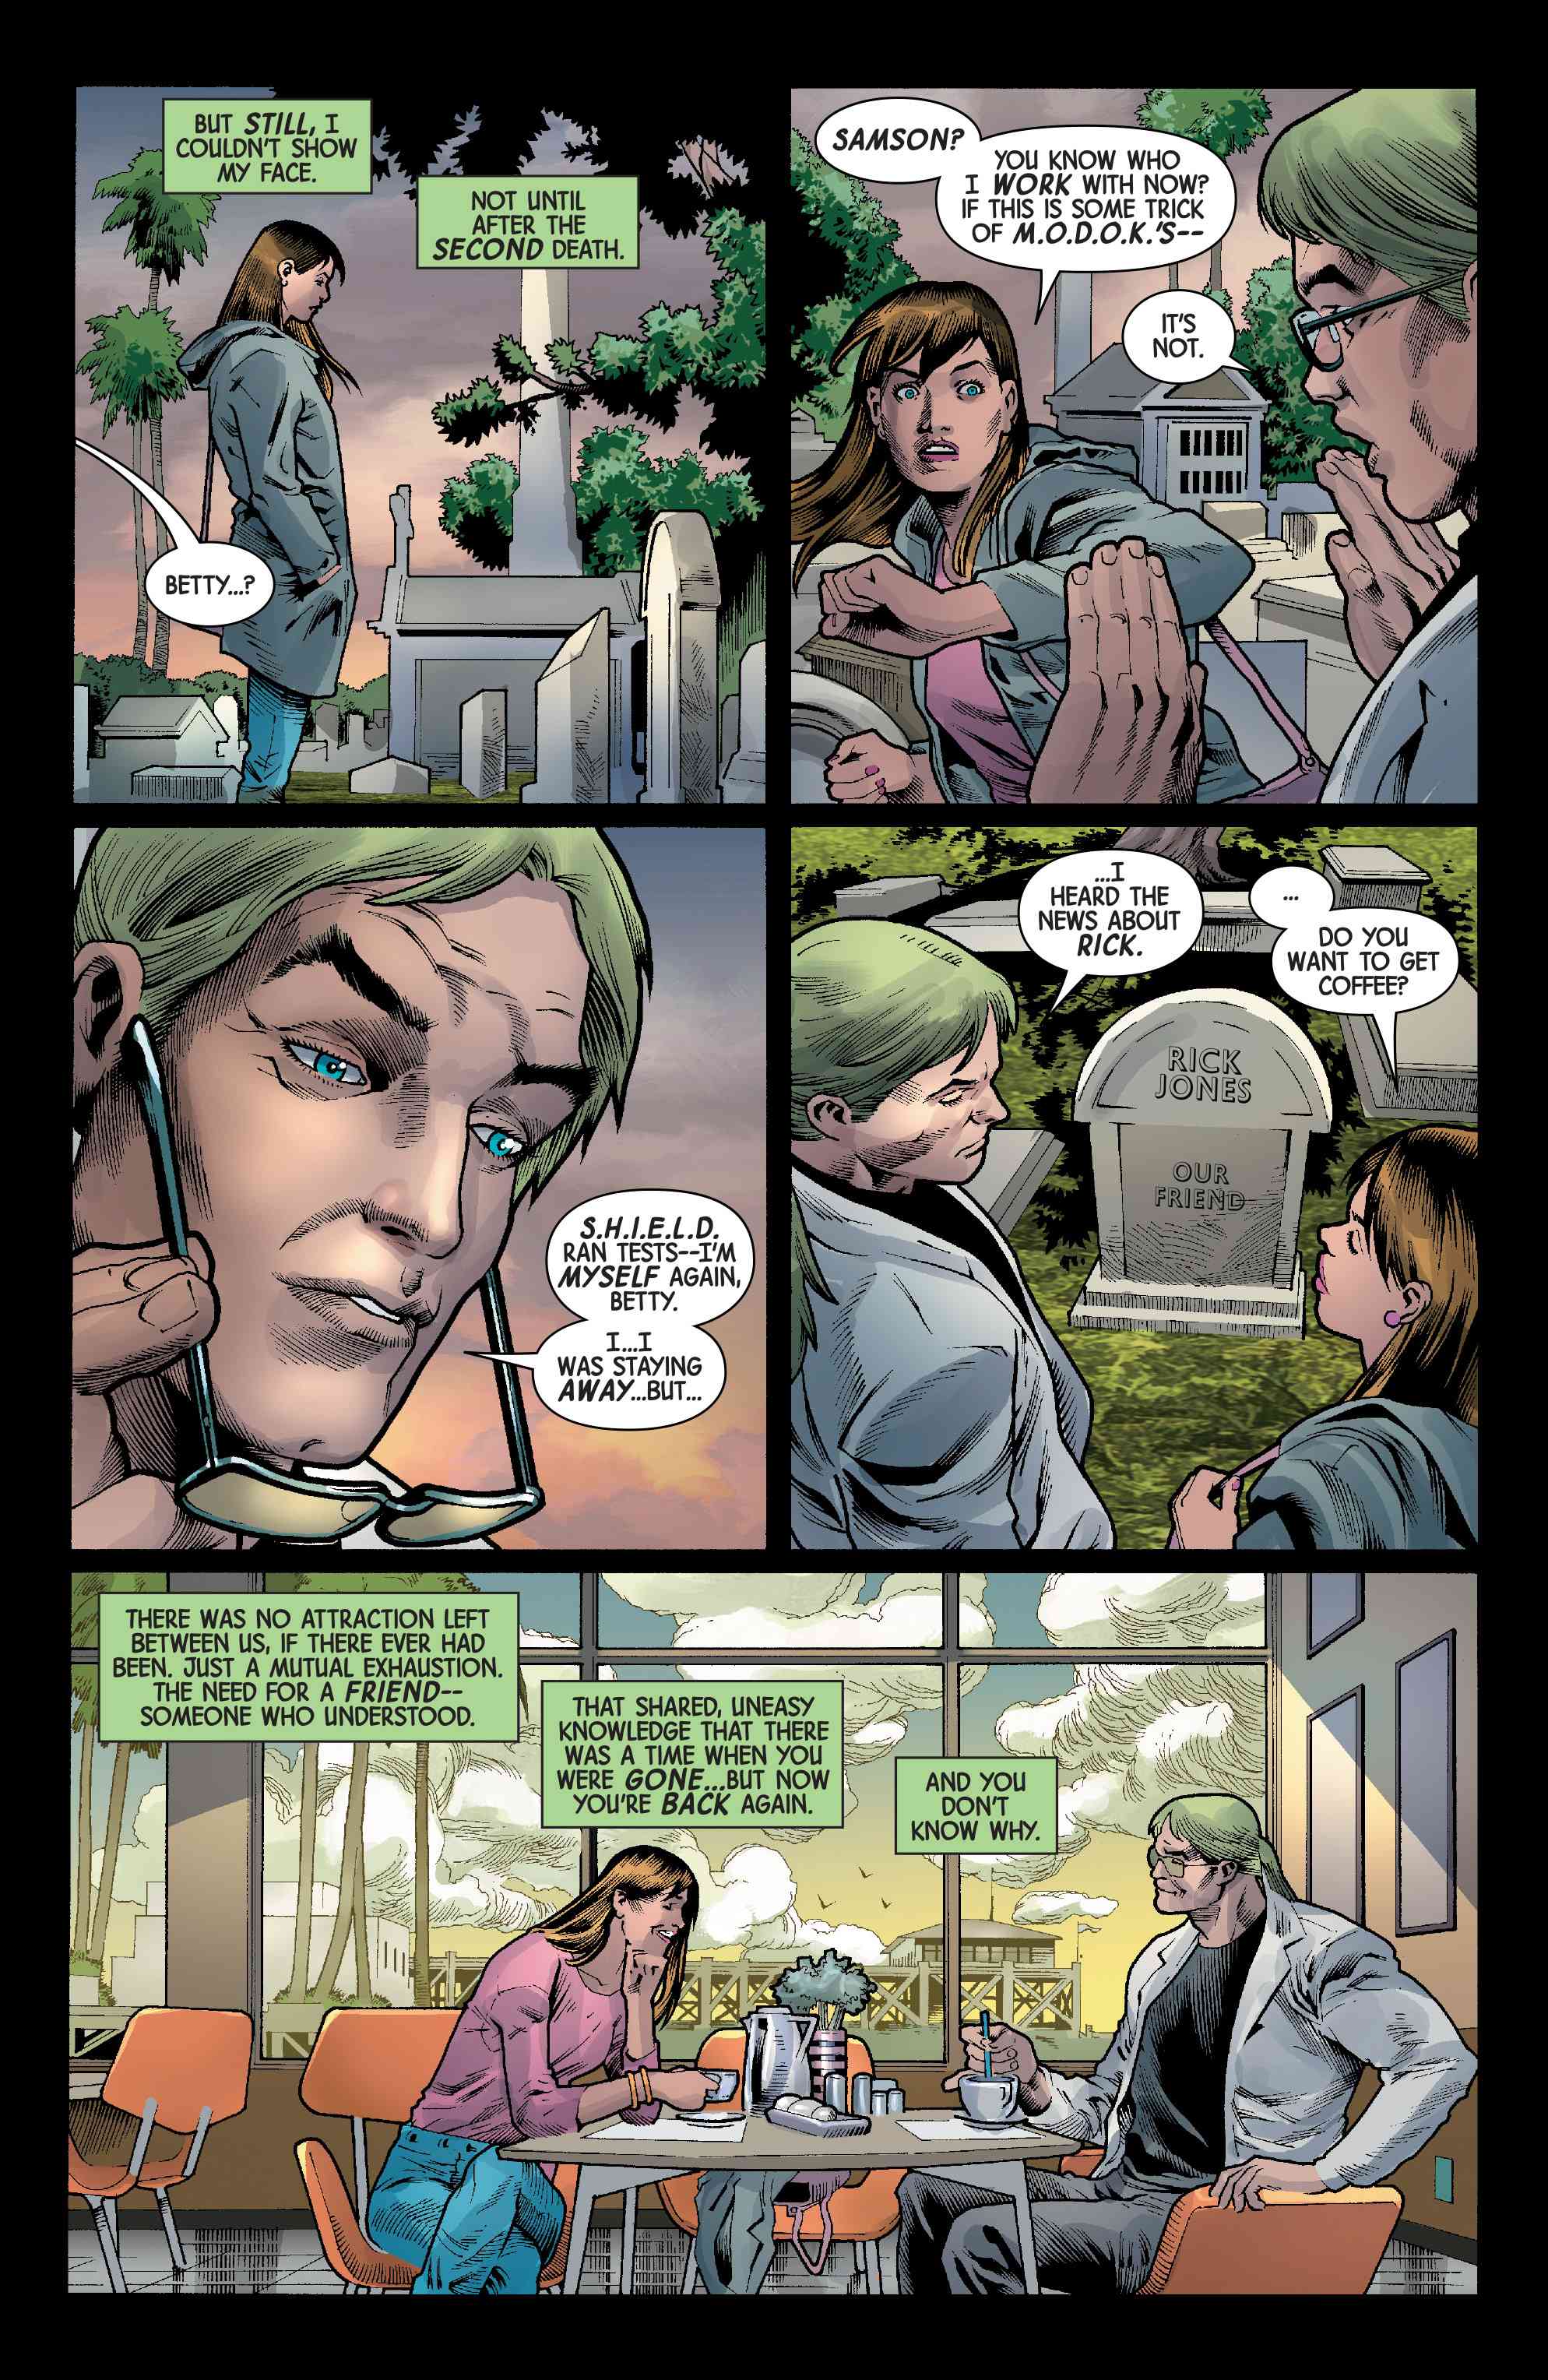 BUT STILL, I
COULDN'T SHOW
MY FACE.
NOT UNTIL
AFTER THE
SECOND DEATH.
BETTY...?
SAMSON?
YOU KNOW WHO
I WORK WITH NOW?
IF THIS IS SOME TRICK
OF M.O.D.O.K.'S--
IT'S
NOT.
S.H.I.E.L.D.
RAN TESTS--I'M
MYSELF AGAIN,
BETTY.
I...I
WAS STAYING
AWAY...BUT...
...I
HEARD THE
NEWS ABOUT
RICK.
...
DO YOU
WANT TO GET
COFFEE?
RICK
JONES
OUR
FRIEND
THERE WAS NO ATTRACTION LEFT
BETWEEN US, IF THERE EVER HAD
BEEN. JUST A MUTUAL EXHAUSTION.
THE NEED FOR A FRIEND--
SOMEONE WHO UNDERSTOOD.
THAT SHARED, UNEASY
KNOWLEDGE THAT THERE
WAS A TIME WHEN YOU
WERE GONE...BUT NOW
YOU'RE BACK AGAIN.
AND YOU
DON'T
KNOW WHY.